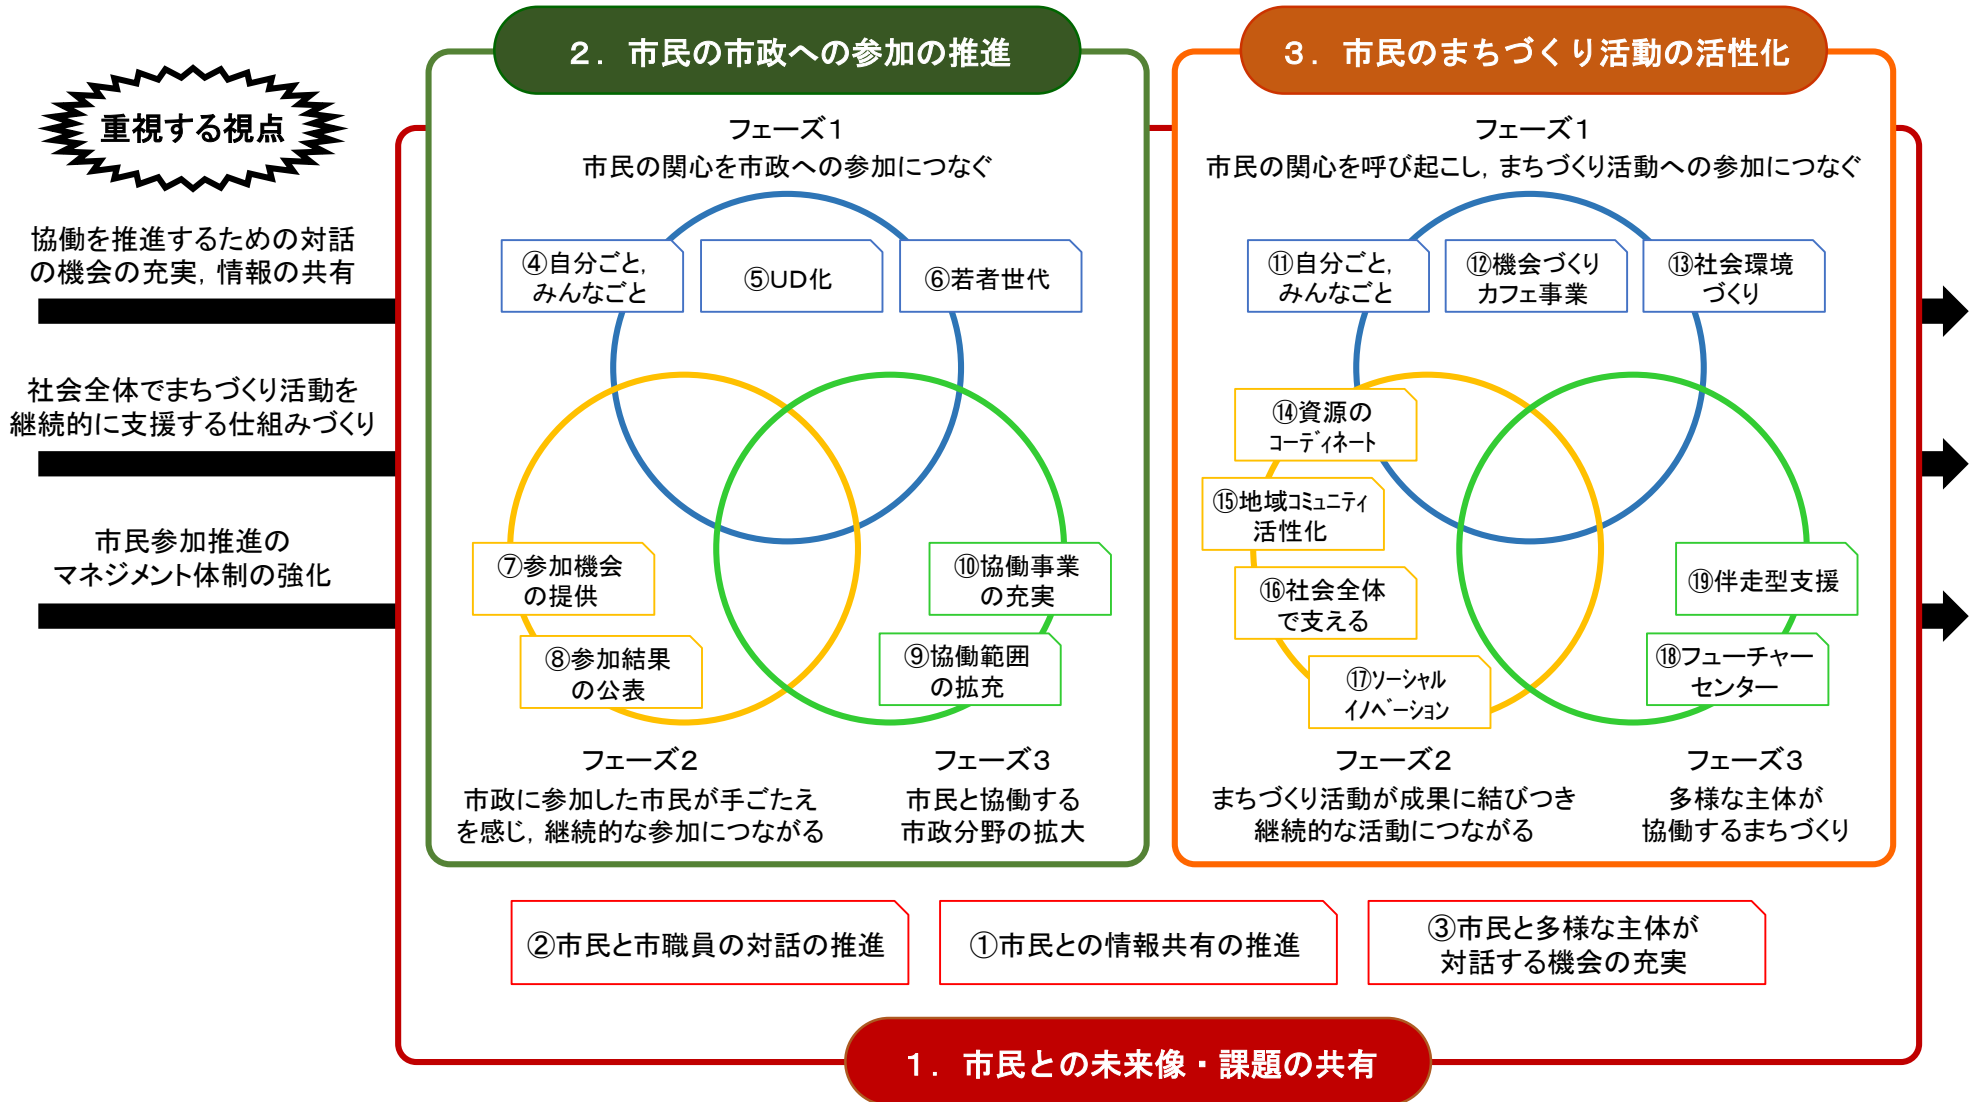 2．市民の市政への参加の推進
3．市民のまちづくり活動の活性化
重視する視点
協働を推進するための対話
の機会の充実，情報の共有
社会全体でまちづくり活動を
継続的に支援する仕組みづくり
市民参加推進の
マネジメント体制の強化
フェーズ1
市民の関心を市政への参加につなぐ
④自分ごと，
みんなごと
⑤UD化
⑥若者世代
⑦参加機会
の提供
⑧参加結果
の公表
⑩協働事業
の充実
⑨協働範囲
の拡充
フェーズ2
市政に参加した市民が手ごたえ
を感じ，継続的な参加につながる
フェーズ3
市民と協働する
市政分野の拡大
フェーズ1
市民の関心を呼び起こし，まちづくり活動への参加につなぐ
⑪自分ごと，
みんなごと
⑫機会づくり
カフェ事業
⑬社会環境
づくり
⑭資源の
ｺｰﾃﾞｨﾈｰﾄ
⑮地域ｺﾐｭﾆﾃｨ
活性化
⑯社会全体
で支える
⑰ｿｰｼｬﾙ
ｲﾉﾍﾞｰｼｮﾝ
⑲伴走型支援
⑱フューチャー
センター
フェーズ2
まちづくり活動が成果に結びつき
継続的な活動につながる
フェーズ3
多様な主体が
協働するまちづくり
②市民と市職員の対話の推進
①市民との情報共有の推進
③市民と多様な主体が
対話する機会の充実
1．市民との未来像・課題の共有